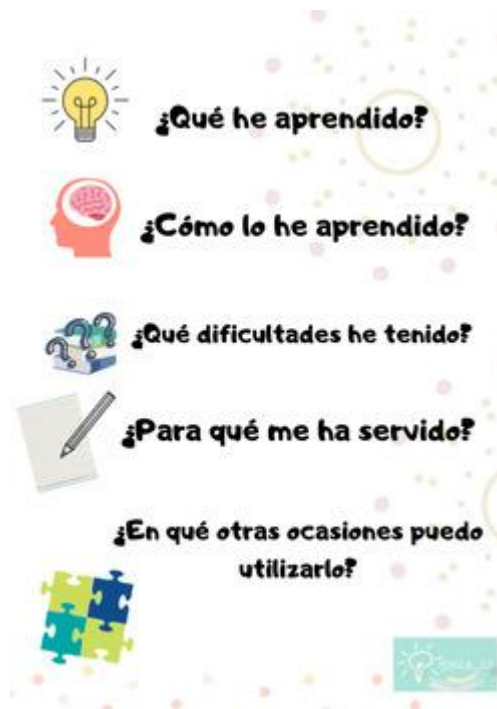 ¿Qué he aprendido?
¿Cómo lo he aprendido?
¿Qué dificultades he tenido?
¿Para qué me ha servido?
¿En qué otras ocasiones puedo
utilizarlo?